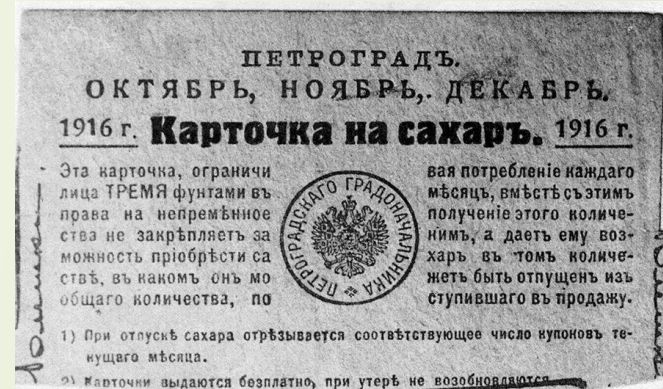 ПЕТРОГРАДЪ.
ОКТЯБРЬ, НОЯБРЬ, ДЕКАБРЬ.
1916 г. Карточка на сахаръ. 1916 г.
Эта карточка, ограничи вая потребленіе каждаго
лица ТРЕМЯ фунтами въ мѣсяцъ, вмѣстѣ съ этимъ
права на непремѣнное полученіе этого количе-
ства не закрѣпляетъ за нимъ, а даетъ ему воз-
можность пріобрѣсти са харъ въ томъ количе-
ствѣ, въ какомъ онъ мо жетъ быть отпущенъ изъ
общаго количества, по ступившаго въ продажу.
ПЕТРОГРАДСКАГО ГРАДОНАЧАЛЬНИКА
1) При отпускѣ сахара отрѣзывается соотвѣтствующее число купоновъ те-
кущаго мѣсяца.
2) Карточки выдаются безплатно, при утерѣ не возобновляются